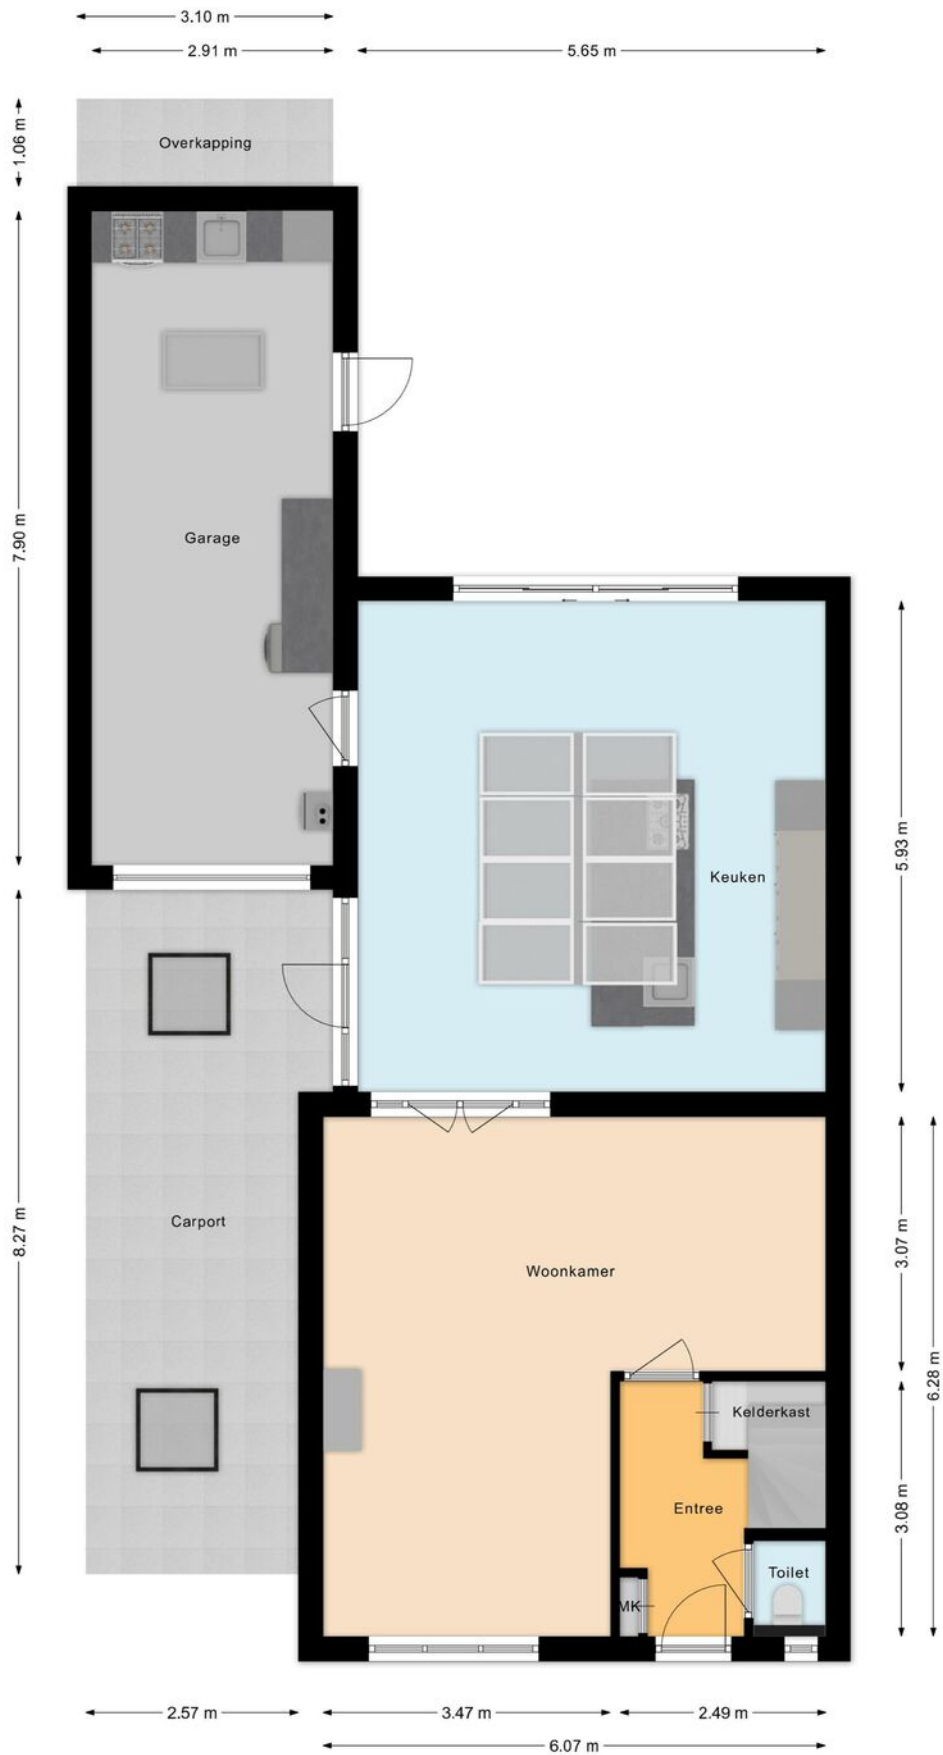 3.10 m
2.91 m
5.65 m
1.06 m
Overkapping
7.90 m
Garage
5.93 m
Keuken
8.27 m
Carport
3.07 m
Woonkamer
6.28 m
Kelderkast
3.08 m
Entree
Toilet
MK
2.57 m
3.47 m
2.49 m
6.07 m